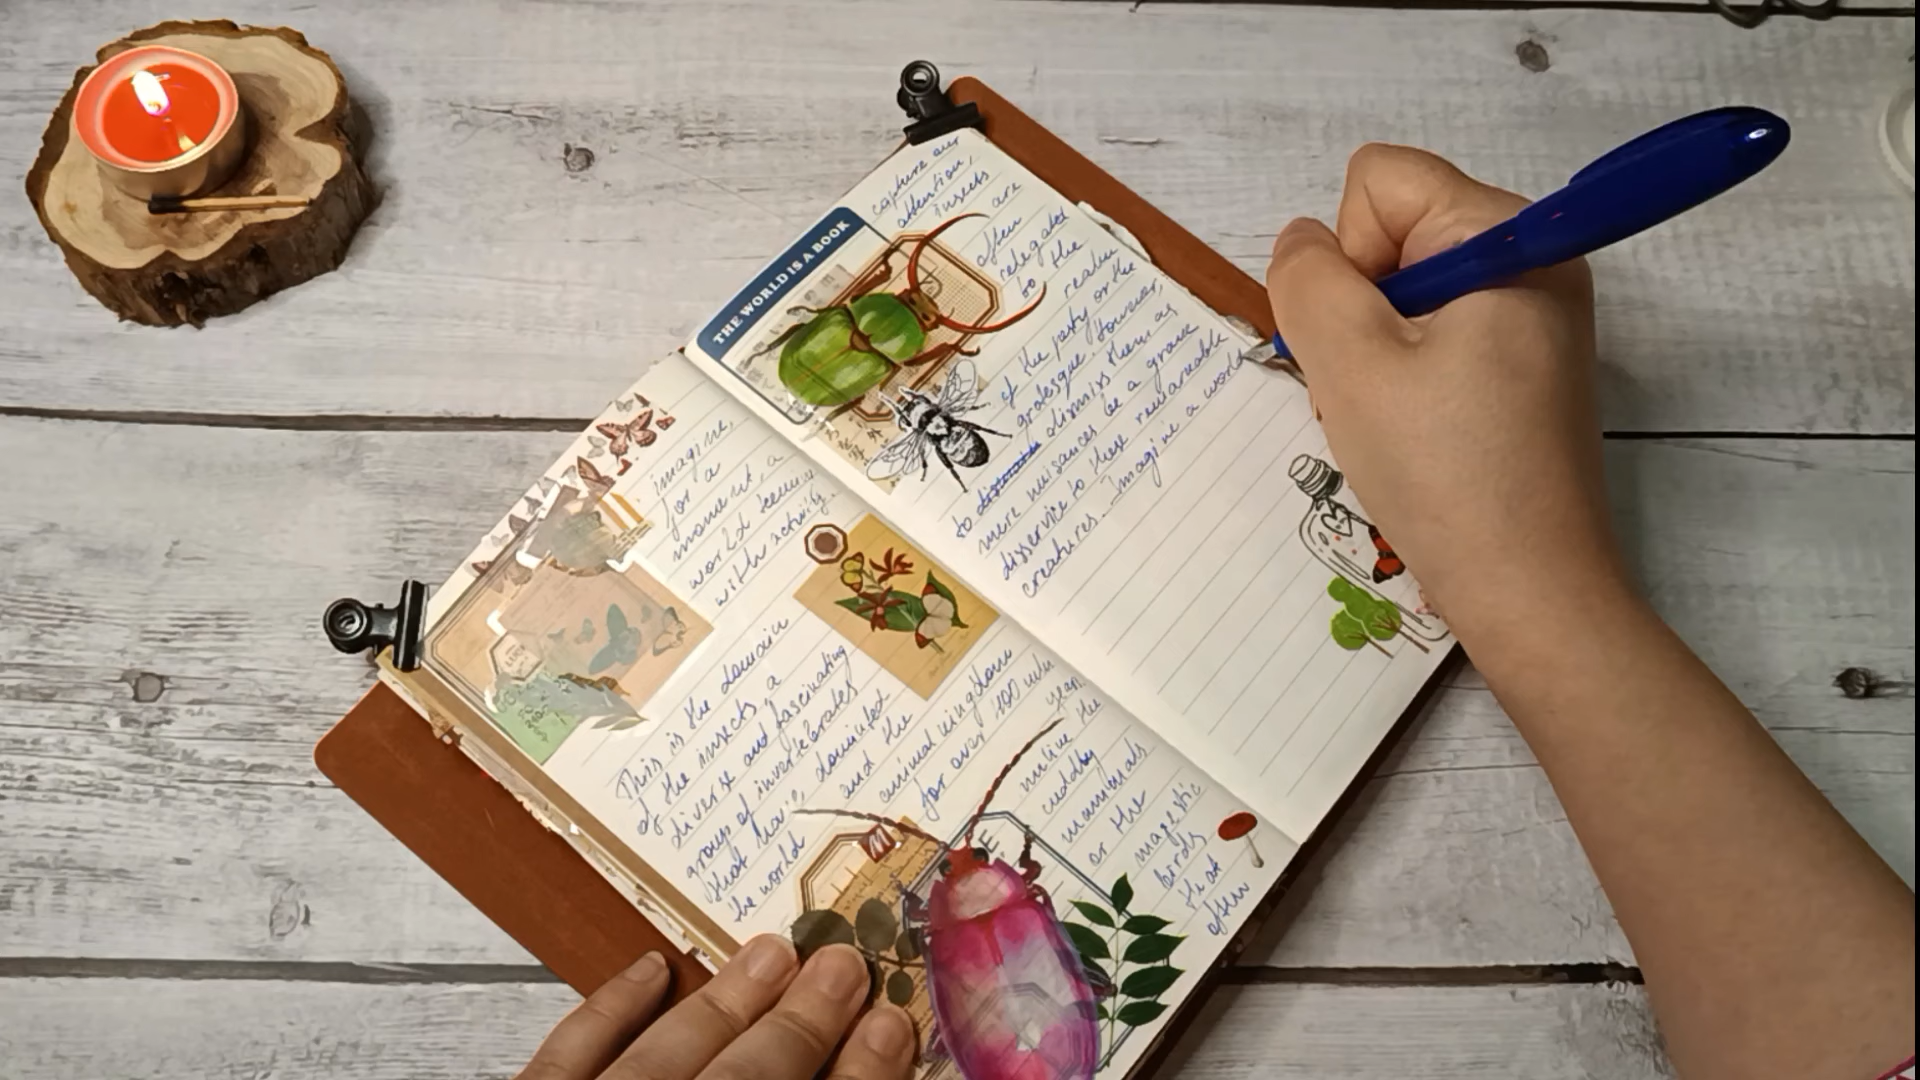 imagine,
for a
moment, a
world teeming
with activity.
This is the domain
of the insects, a
diverse and fascinating
group of invertebrates
that have dominated
the world and the
animal kingdom
for over 400 mln
years.
Unlike the
cuddly
mammals
or the
magestic
birds
that
often
THE WORLD IS A BOOK
capture our
attention,
insects
often are
relegated
to the
realm
of the pesty or the
grotesque. However,
to dismiss them as
mere nuisances be a grave
disservice to these remarkable
creatures. Imagine a world